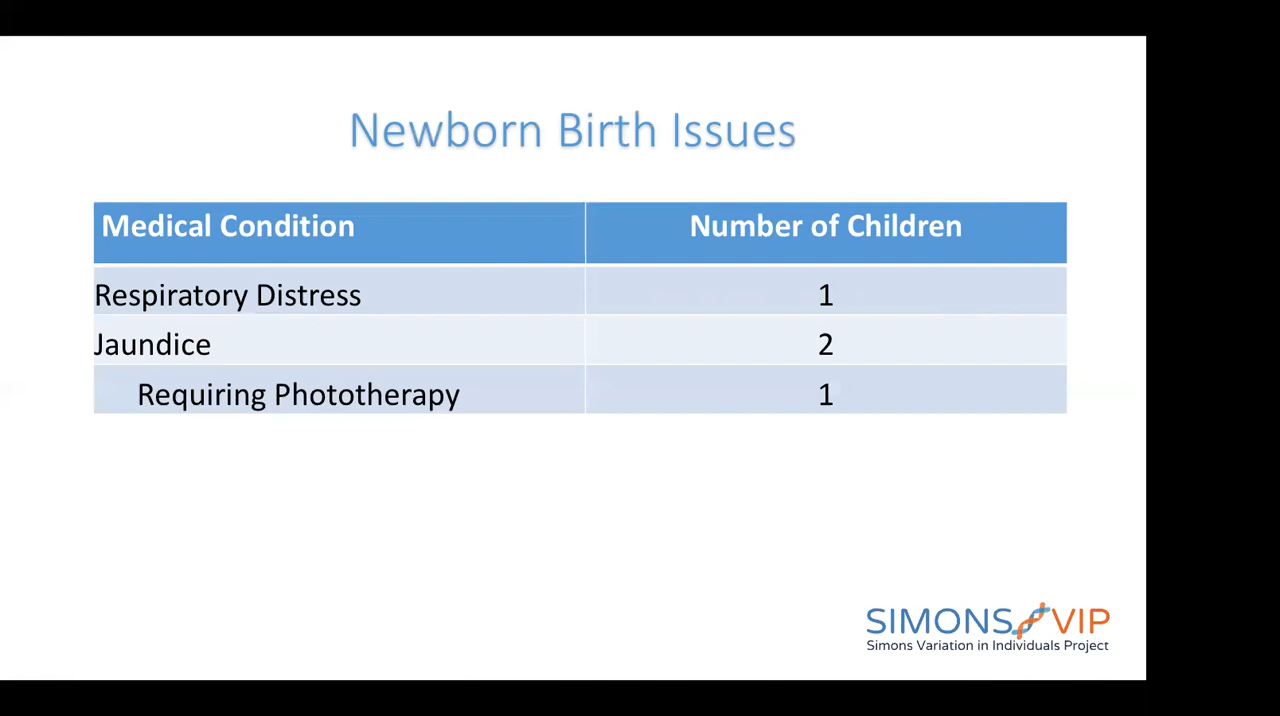 Newborn Birth Issues
Medical Condition Number of Children
Respiratory Distress 1
Jaundice 2
Requiring Phototherapy 1
SIMONS VIP
Simons Variation in Individuals Project